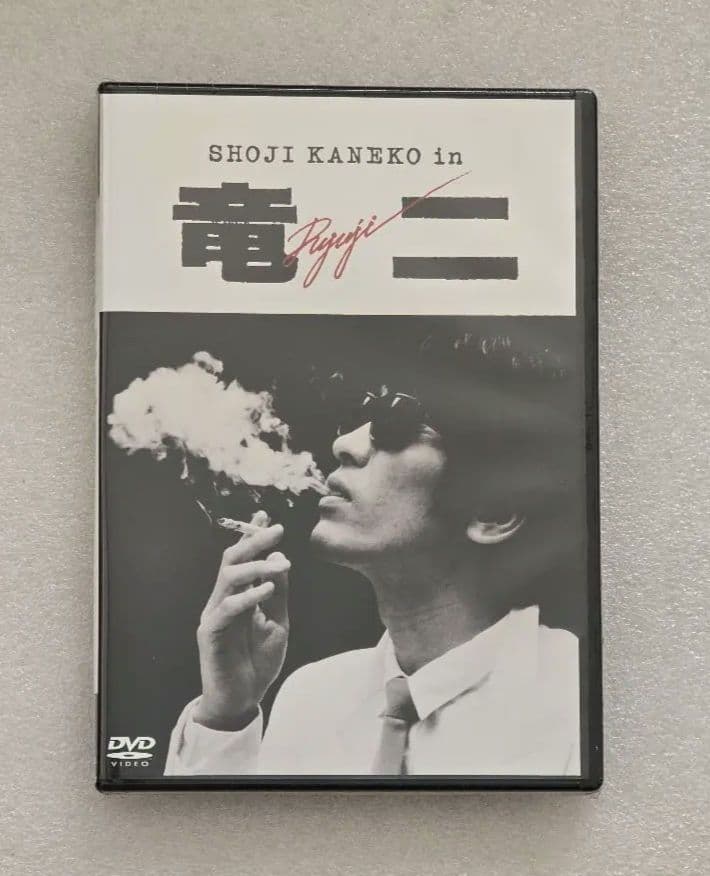 SHOJI KANEKO in
竜二
Ryuji
DVD
VIDEO